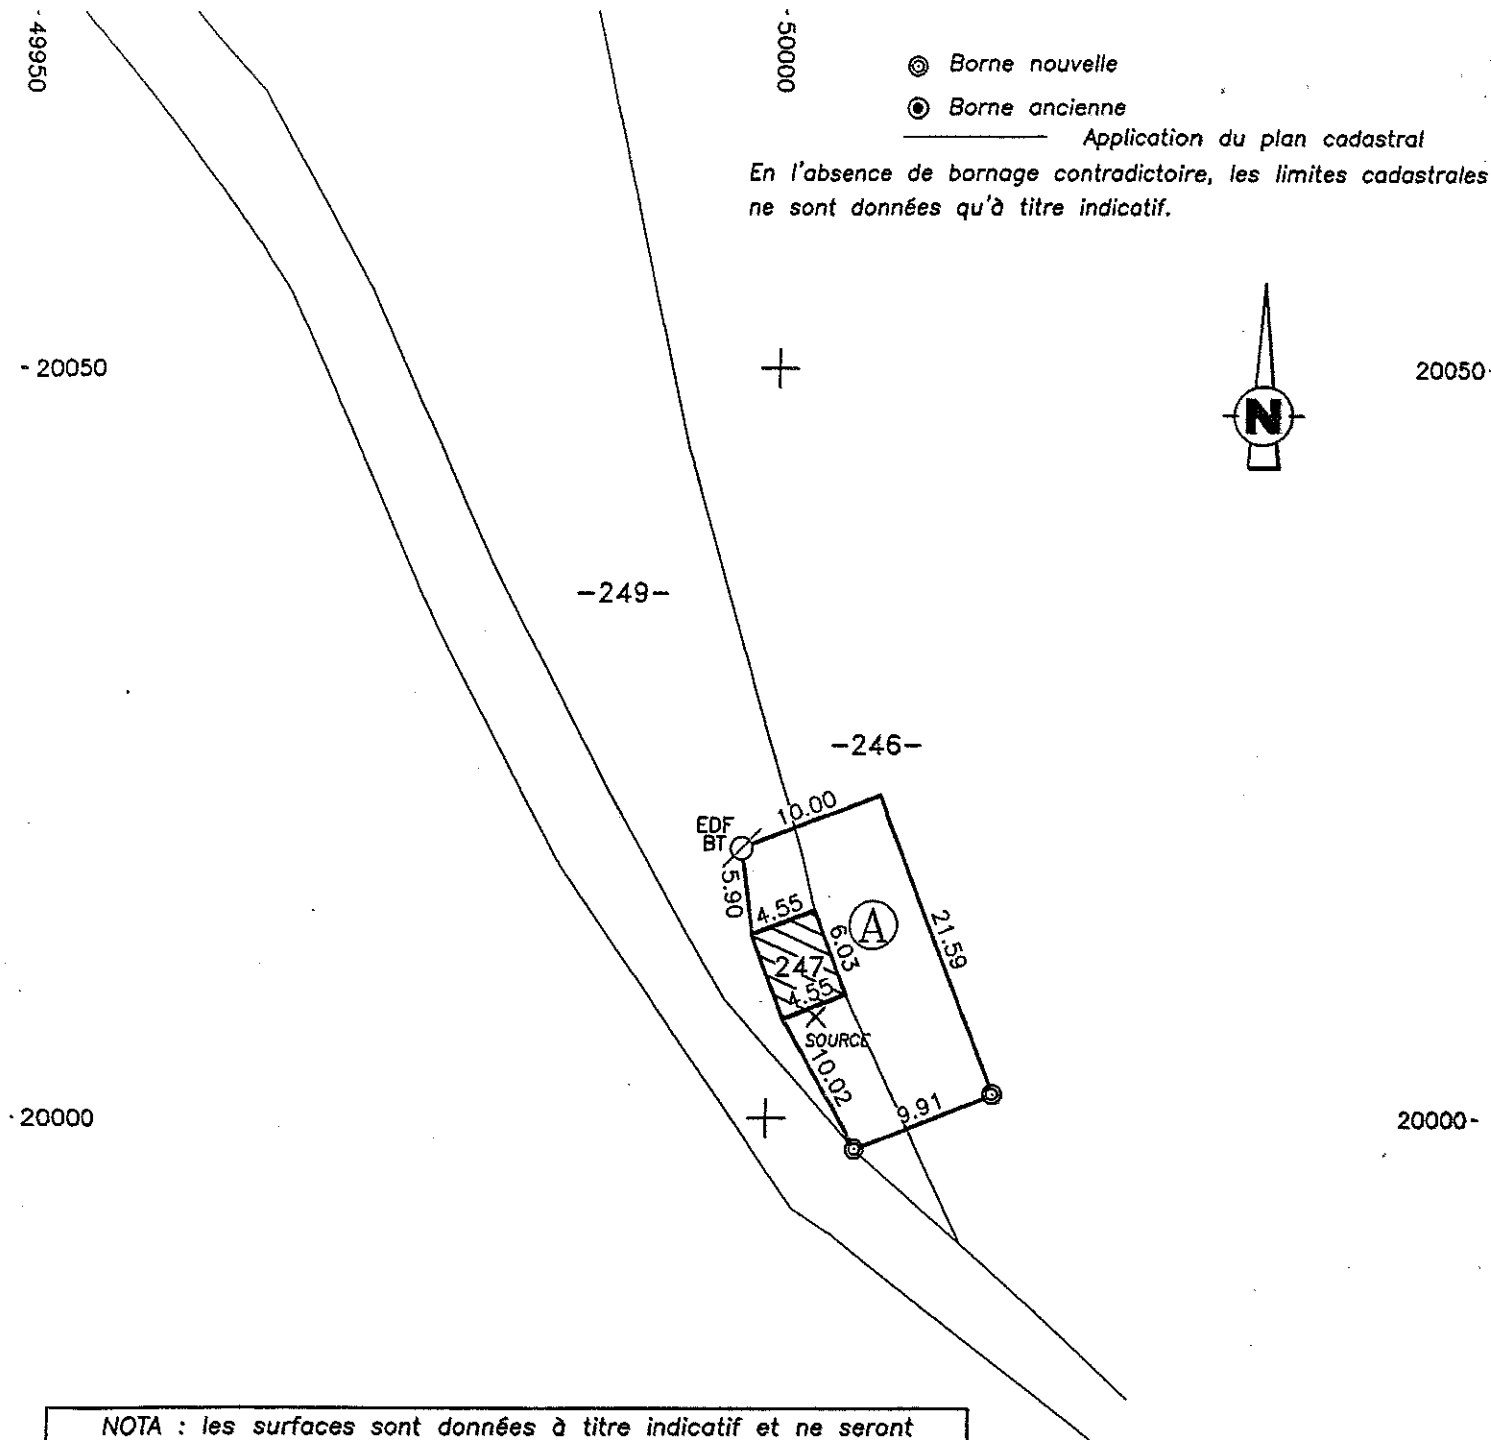 49950
50000
Borne nouvelle
Borne ancienne
Application du plan cadastral
En l'absence de bornage contradictoire, les limites cadastrales
ne sont données qu'à titre indicatif.
- 20050
20050-
N
-249-
-246-
10.00
EDF
BT
5.90
4.55
A
6.03
21.59
247
4.55
SOURCE
10.02
9.91
-20000
20000-
NOTA : les surfaces sont données à titre indicatif et ne seront